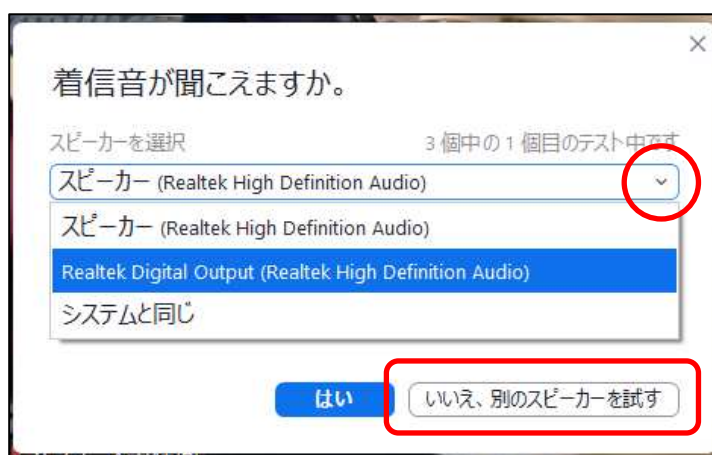 着信音が聞こえますか。
スピーカーを選択 3 個中の 1 個目のテスト中です
スピーカー (Realtek High Definition Audio)
スピーカー (Realtek High Definition Audio)
Realtek Digital Output (Realtek High Definition Audio)
システムと同じ
はい いいえ、別のスピーカーを試す